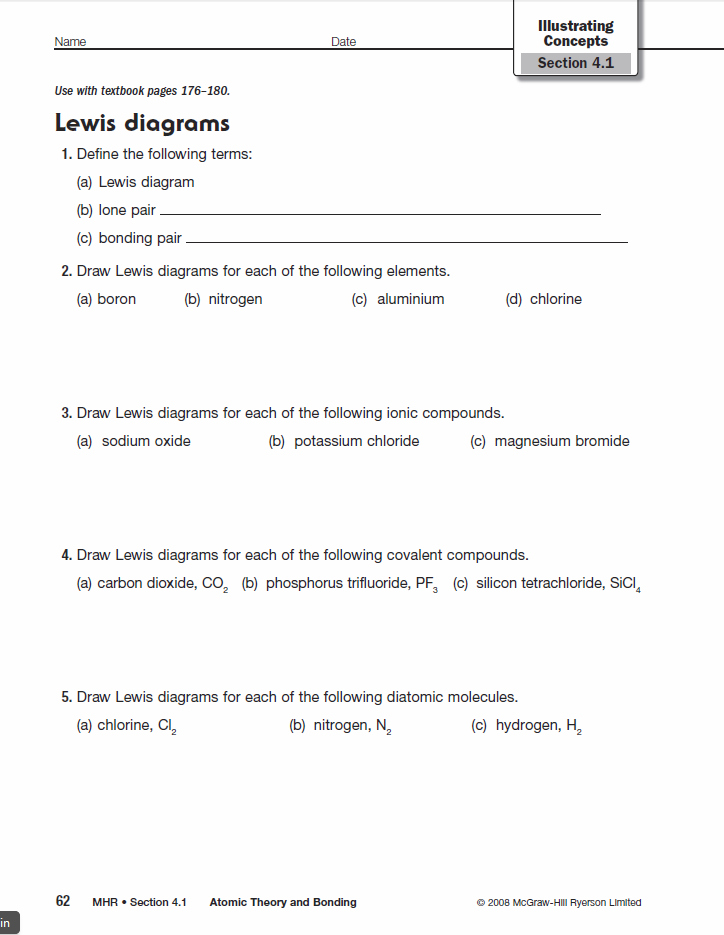 Name Date
Illustrating
Concepts
Section 4.1
Use with textbook pages 176–180.
Lewis diagrams
1. Define the following terms:
(a) Lewis diagram
(b) lone pair
(c) bonding pair
2. Draw Lewis diagrams for each of the following elements.
(a) boron (b) nitrogen (c) aluminium (d) chlorine
3. Draw Lewis diagrams for each of the following ionic compounds.
(a) sodium oxide (b) potassium chloride (c) magnesium bromide
4. Draw Lewis diagrams for each of the following covalent compounds.
(a) carbon dioxide, CO₂ (b) phosphorus trifluoride, PF₃ (c) silicon tetrachloride, SiCl₄
5. Draw Lewis diagrams for each of the following diatomic molecules.
(a) chlorine, Cl₂ (b) nitrogen, N₂ (c) hydrogen, H₂
62 MHR • Section 4.1 Atomic Theory and Bonding © 2008 McGraw-Hill Ryerson Limited
in